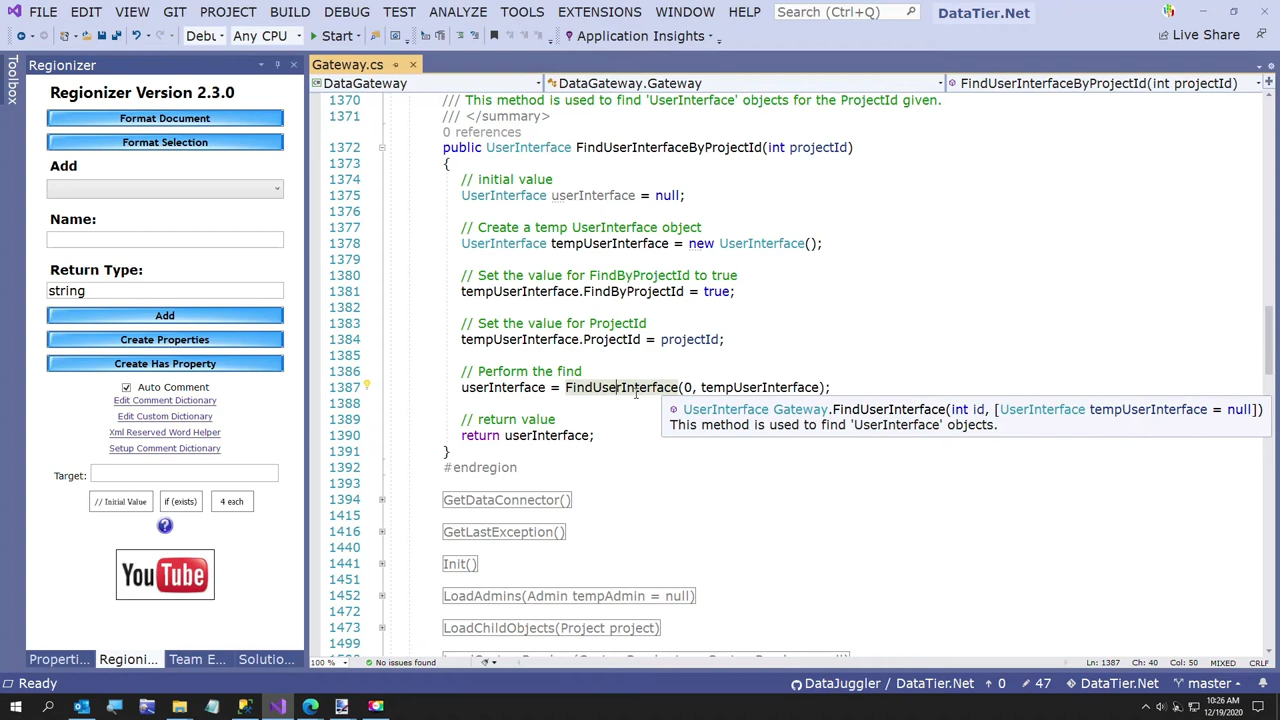 FILE EDIT VIEW GIT PROJECT BUILD DEBUG TEST ANALYZE TOOLS EXTENSIONS WINDOW HELP Search (Ctrl+Q) DataTier.Net
Debu Any CPU Start Application Insights Live Share
Toolbox
Regionizer
Regionizer Version 2.3.0
Format Document
Format Selection
Add
Name:
Return Type:
string
Add
Create Properties
Create Has Property
Auto Comment
Edit Comment Dictionary
Edit Custom Dictionary
Xml Reserved Word Helper
Setup Comment Dictionary
Target:
// Initial Value if (exists) 4 each
?
YouTube
Properti... Regioni... Team E... Solutio...
Gateway.cs
DataGateway DataGateway.Gateway FindUserInterfaceByProjectId(int projectId)
1370 /// This method is used to find 'UserInterface' objects for the ProjectId given.
1371 /// </summary>
0 references
1372 public UserInterface FindUserInterfaceByProjectId(int projectId)
1373 {
1374 // initial value
1375 UserInterface userInterface = null;
1376
1377 // Create a temp UserInterface object
1378 UserInterface tempUserInterface = new UserInterface();
1379
1380 // Set the value for FindByProjectId to true
1381 tempUserInterface.FindByProjectId = true;
1382
1383 // Set the value for ProjectId
1384 tempUserInterface.ProjectId = projectId;
1385
1386 // Perform the find
1387 userInterface = FindUserInterface(0, tempUserInterface);
1388
UserInterface Gateway.FindUserInterface(int id, [UserInterface tempUserInterface = null])
This method is used to find 'UserInterface' objects.
1389 // return value
1390 return userInterface;
1391 }
1392 #endregion
1393
1394 GetDataConnector()
1415
1416 GetLastException()
1440
1441 Init()
1451
1452 LoadAdmins(Admin tempAdmin = null)
1472
1473 LoadChildObjects(Project project)
1499
100 % No issues found Ln: 1387 Ch: 40 Col: 50 MIXED CRLF
Ready DataJuggler / DataTier.Net 0 47 DataTier.Net master
10:26 AM
12/19/2020